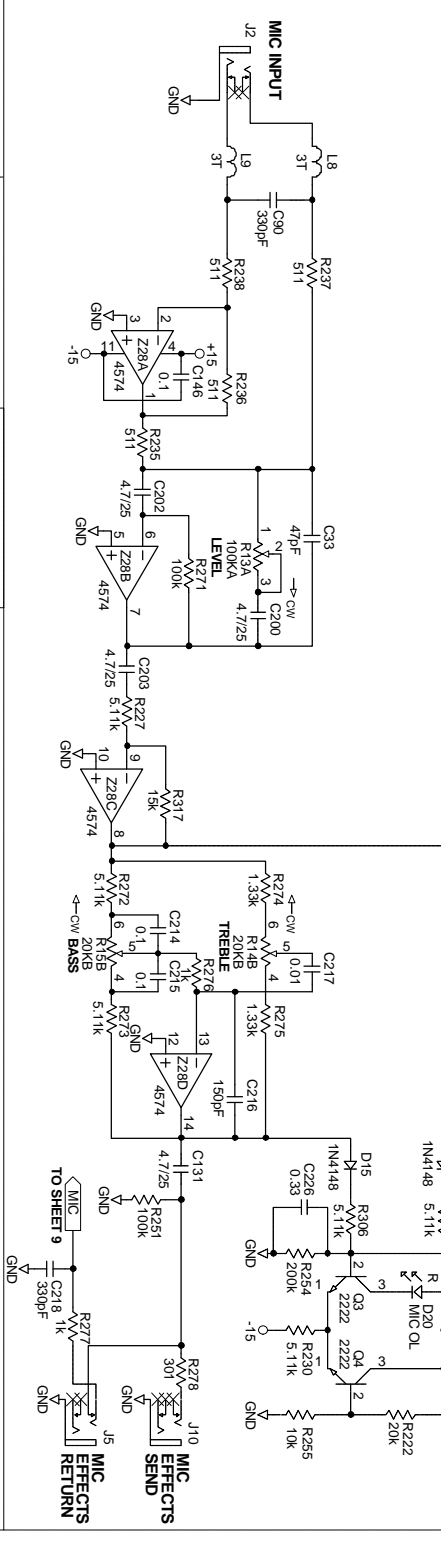 MIC INPUT
J2
GND
L8
3T
L9
3T
C90
330pF
R237
511
R238
511
GND
3
2
+
−
Z28A
4574
11
4
1
-15
+15
C146
0.1
R236
511
R235
511
C202
4.7/25
GND
5
6
+
−
Z28B
4574
7
R271
100k
1
2
3
R13A
100KA
LEVEL
CW
C200
4.7/25
C33
47pF
C203
4.7/25
R227
5.11k
GND
10
9
+
−
Z28C
4574
8
R317
15k
R272
5.11k
R274
1.33k
CW
6
5
4
R15B
20KB
BASS
C214
0.1
C215
0.1
R276
1k
R273
5.11k
CW
6
5
4
R14B
20KB
TREBLE
C217
0.01
R275
1.33k
GND
12
13
+
−
Z28D
4574
14
C216
150pF
C131
4.7/25
GND
R251
100k
D15
1N4148
R306
5.11k
C226
0.33
GND
R254
200k
1N4148
5.11k
R
D20
MIC OL
1
2
3
Q3
2222
-15
R230
5.11k
1
2
3
Q4
2222
GND
R255
10k
R222
20k
MIC
TO SHEET 9
GND
C218
330pF
R277
1k
R278
301
GND
J5
MIC
EFFECTS
RETURN
GND
J10
MIC
EFFECTS
SEND